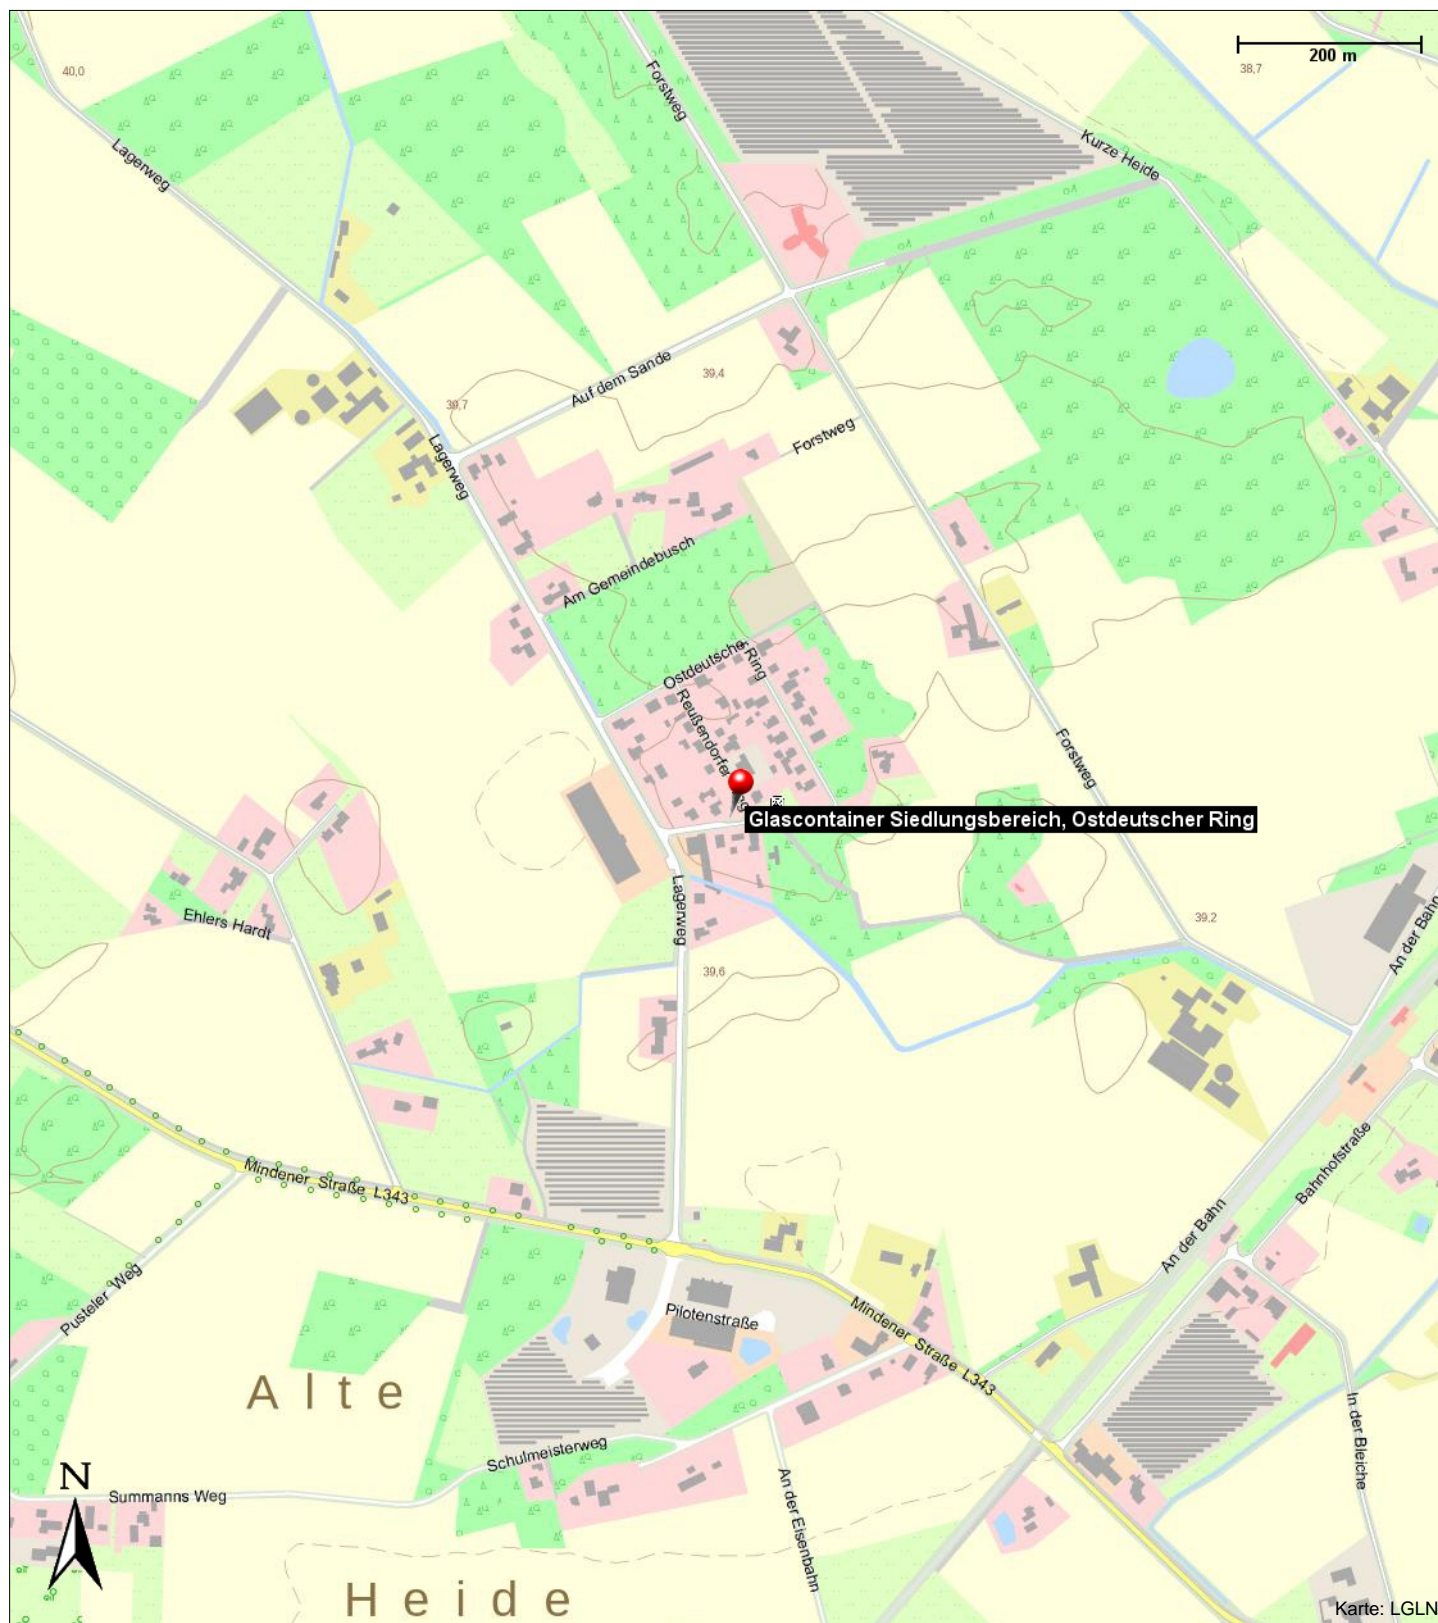 200 m
40,0
38,7
Forstweg
Kurze Heide
Lagerweg
Auf dem Sande
39,4
39,7
Forstweg
Lagerweg
Am Gemeindebusch
Ostdeutscher Ring
Reußendorfer
Forstweg
Glascontainer Siedlungsbereich, Ostdeutscher Ring
Lagerweg
Ehlers Hardt
39,2
An der Bahn
39,6
Bahnhofstraße
Mindener Straße L343
An der Bahn
Pusteler Weg
Pilotenstraße
Mindener Straße L343
Alte
In der Bleiche
Schulmeisterweg
N
Summanns Weg
An der Eisenbahn
Heide
Karte: LGLN